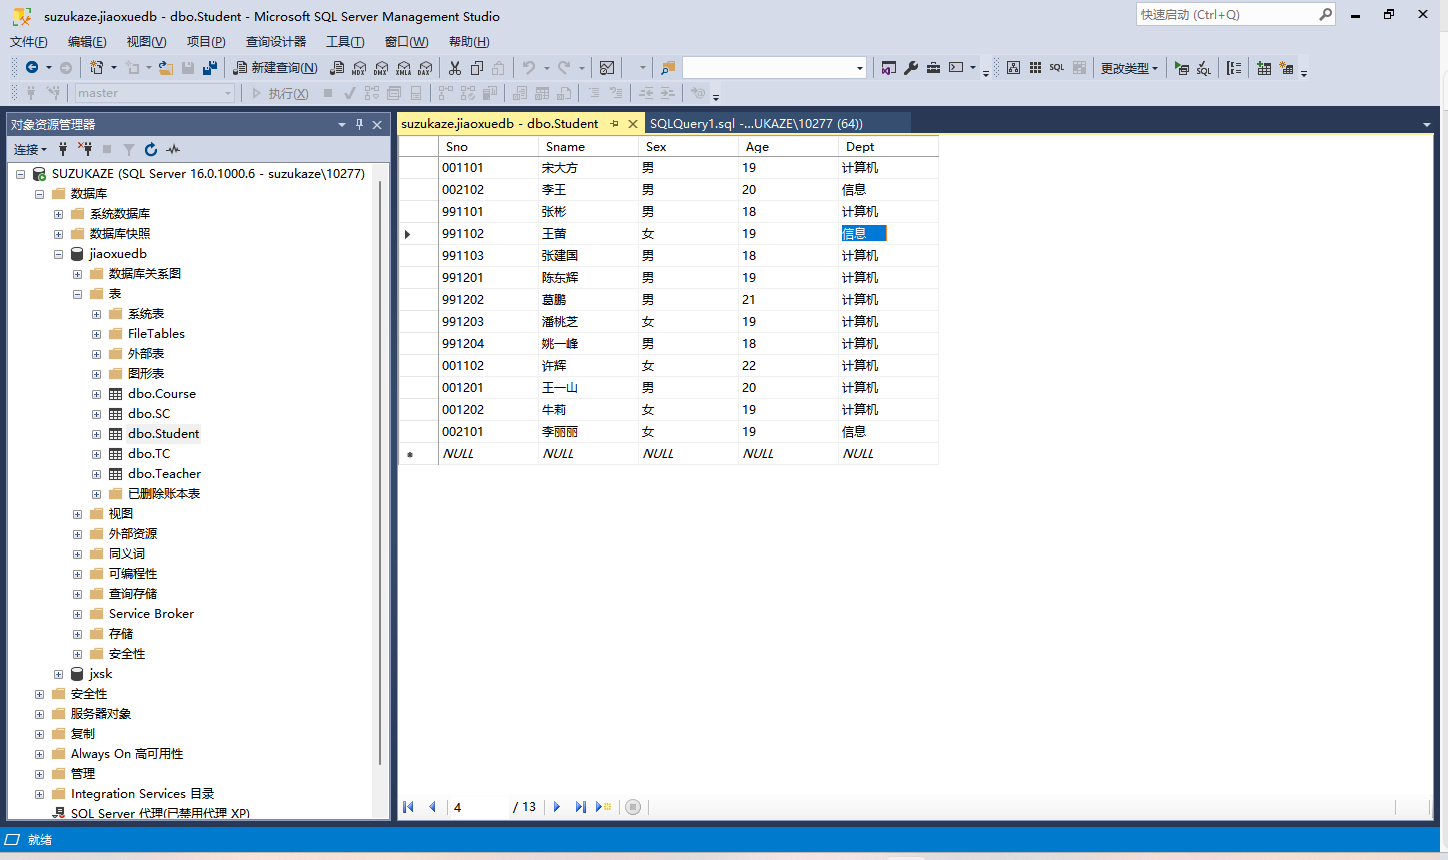 suzukaze.jiaoxuedb - dbo.Student - Microsoft SQL Server Management Studio
快速启动 (Ctrl+Q)
文件(F) 编辑(E) 视图(V) 项目(P) 查询设计器 工具(T) 窗口(W) 帮助(H)
新建查询(N) MDX DMX XMLA DAX SQL 更改类型 SQL
master 执行(X)
对象资源管理器
连接
SUZUKAZE (SQL Server 16.0.1000.6 - suzukaze\10277)
数据库
系统数据库
数据库快照
jiaoxuedb
数据库关系图
表
系统表
FileTables
外部表
图形表
dbo.Course
dbo.SC
dbo.Student
dbo.TC
dbo.Teacher
已删除账本表
视图
外部资源
同义词
可编程性
查询存储
Service Broker
存储
安全性
jxsk
安全性
服务器对象
复制
Always On 高可用性
管理
Integration Services 目录
SQL Server 代理(已禁用代理 XP)
suzukaze.jiaoxuedb - dbo.Student
SQLQuery1.sql -...UKAZE\10277 (64))
Sno Sname Sex Age Dept
001101 宋大方 男 19 计算机
002102 李王 男 20 信息
991101 张彬 男 18 计算机
991102 王茵 女 19 信息
991103 张建国 男 18 计算机
991201 陈东辉 男 19 计算机
991202 葛鹏 男 21 计算机
991203 潘桃芝 女 19 计算机
991204 姚一峰 男 18 计算机
001102 许辉 女 22 计算机
001201 王一山 男 20 计算机
001202 牛莉 女 19 计算机
002101 李丽丽 女 19 信息
NULL NULL NULL NULL NULL
4 / 13
就绪